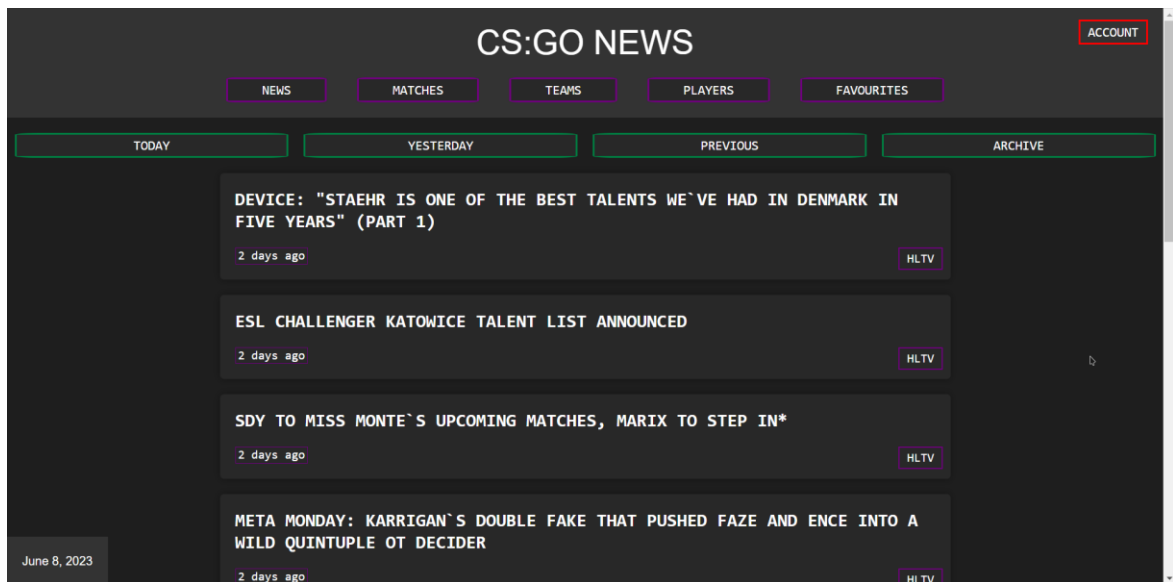 CS:GO NEWS
ACCOUNT
NEWS MATCHES TEAMS PLAYERS FAVOURITES
TODAY YESTERDAY PREVIOUS ARCHIVE
DEVICE: "STAEHR IS ONE OF THE BEST TALENTS WE`VE HAD IN DENMARK IN
FIVE YEARS" (PART 1)
2 days ago
HLTV
ESL CHALLENGER KATOWICE TALENT LIST ANNOUNCED
2 days ago
HLTV
SDY TO MISS MONTE`S UPCOMING MATCHES, MARIX TO STEP IN*
2 days ago
HLTV
META MONDAY: KARRIGAN`S DOUBLE FAKE THAT PUSHED FAZE AND ENCE INTO A
WILD QUINTUPLE OT DECIDER
2 days ago
HLTV
June 8, 2023